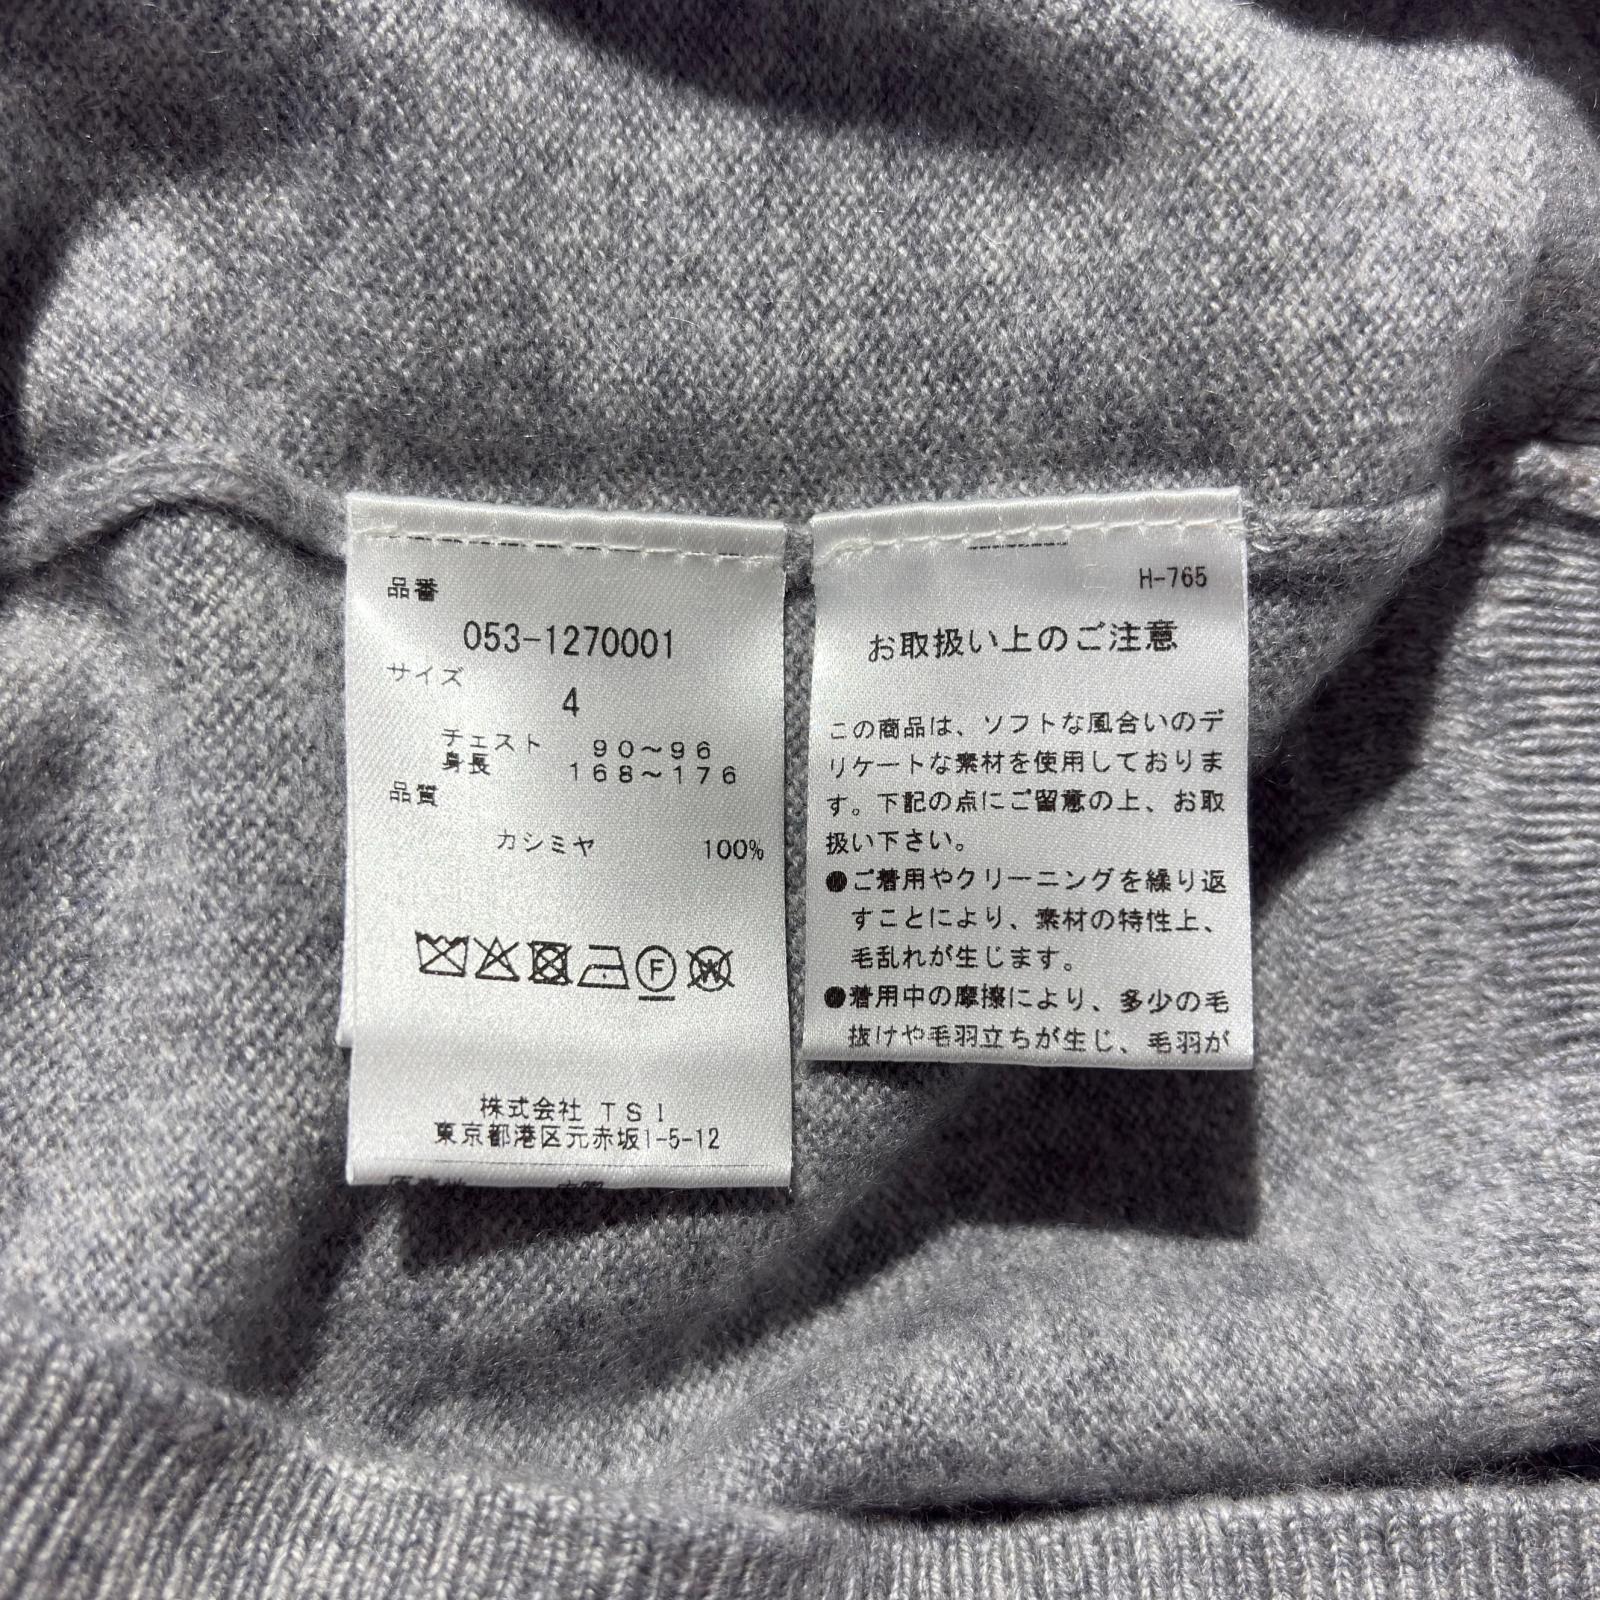 品番
053-1270001
サイズ
4
チェスト 90~96
身長 168~176
品質
カシミヤ 100%
F
W
株式会社 TSI
東京都港区元赤坂1-5-12
H-765
お取扱い上のご注意
この商品は、ソフトな風合いのデ
リケートな素材を使用しておりま
す。下記の点にご留意の上、お取
扱い下さい。
●ご着用やクリーニングを繰り返
すことにより、素材の特性上、
毛乱れが生じます。
●着用中の摩擦により、多少の毛
抜けや毛羽立ちが生じ、毛羽が